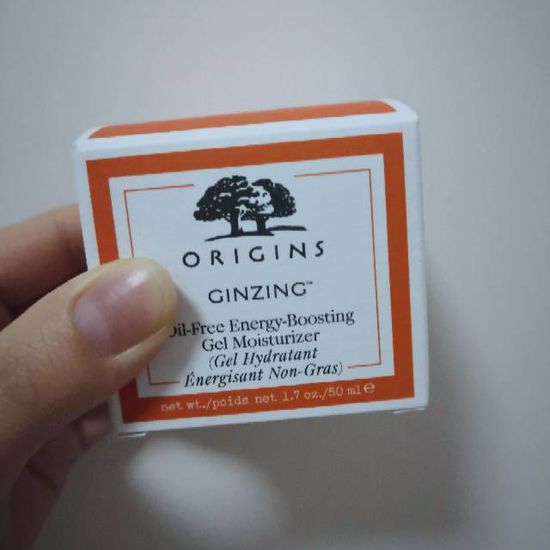 ORIGINS
GINZING™
Oil-Free Energy-Boosting
Gel Moisturizer
(Gel Hydratant
Énergisant Non-Gras)
net wt./poids net 1.7 oz./50 ml ℮